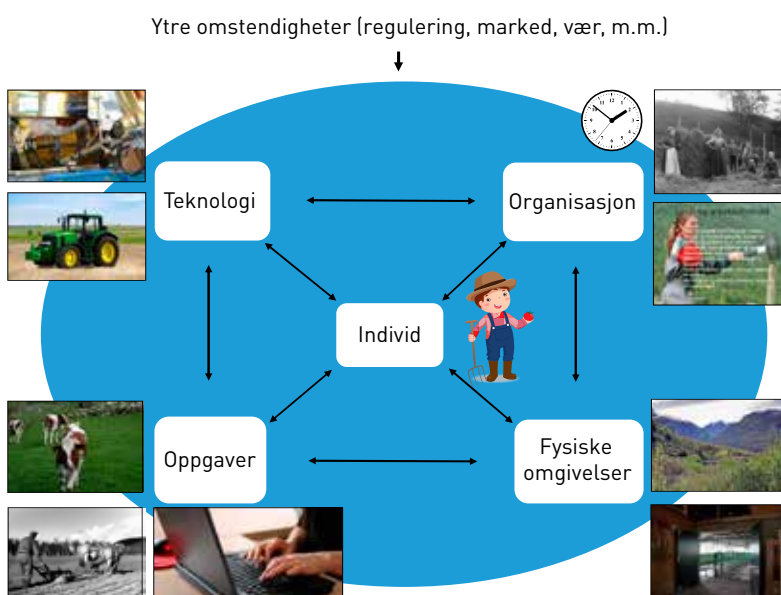 Ytre omstendigheter (regulering, marked, vær, m.m.)
Teknologi
Organisasjon
Individ
Oppgaver
Fysiske
omgivelser